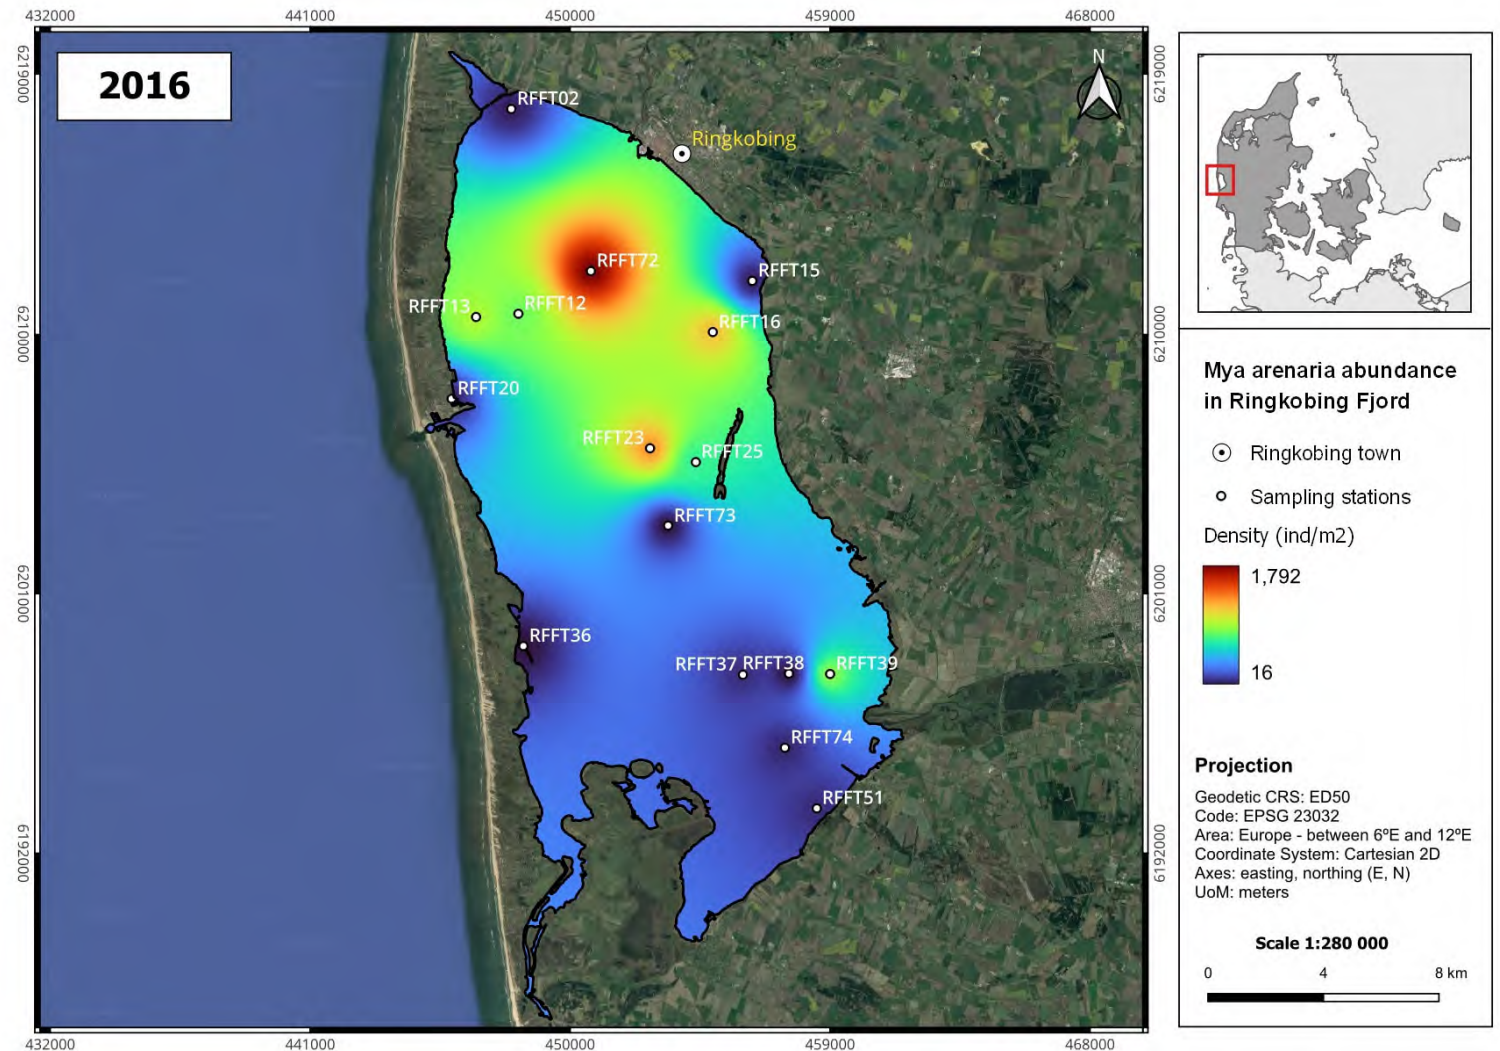 432000 441000 450000 459000 468000
2016
N
6219000
6219000
RFFT02
Ringkobing
RFFT72
RFFT15
RFFT13
RFFT12
RFFT16
6210000
6210000
RFFT20
RFFT23
RFFT25
RFFT73
6201000
6201000
RFFT36
RFFT37
RFFT38
RFFT39
RFFT74
RFFT51
6192000
6192000
432000 441000 450000 459000 468000
Mya arenaria abundance
in Ringkobing Fjord
Ringkobing town
Sampling stations
Density (ind/m2)
1,792
16
Projection
Geodetic CRS: ED50
Code: EPSG 23032
Area: Europe - between 6ºE and 12ºE
Coordinate System: Cartesian 2D
Axes: easting, northing (E, N)
UoM: meters
Scale 1:280 000
0 4 8 km